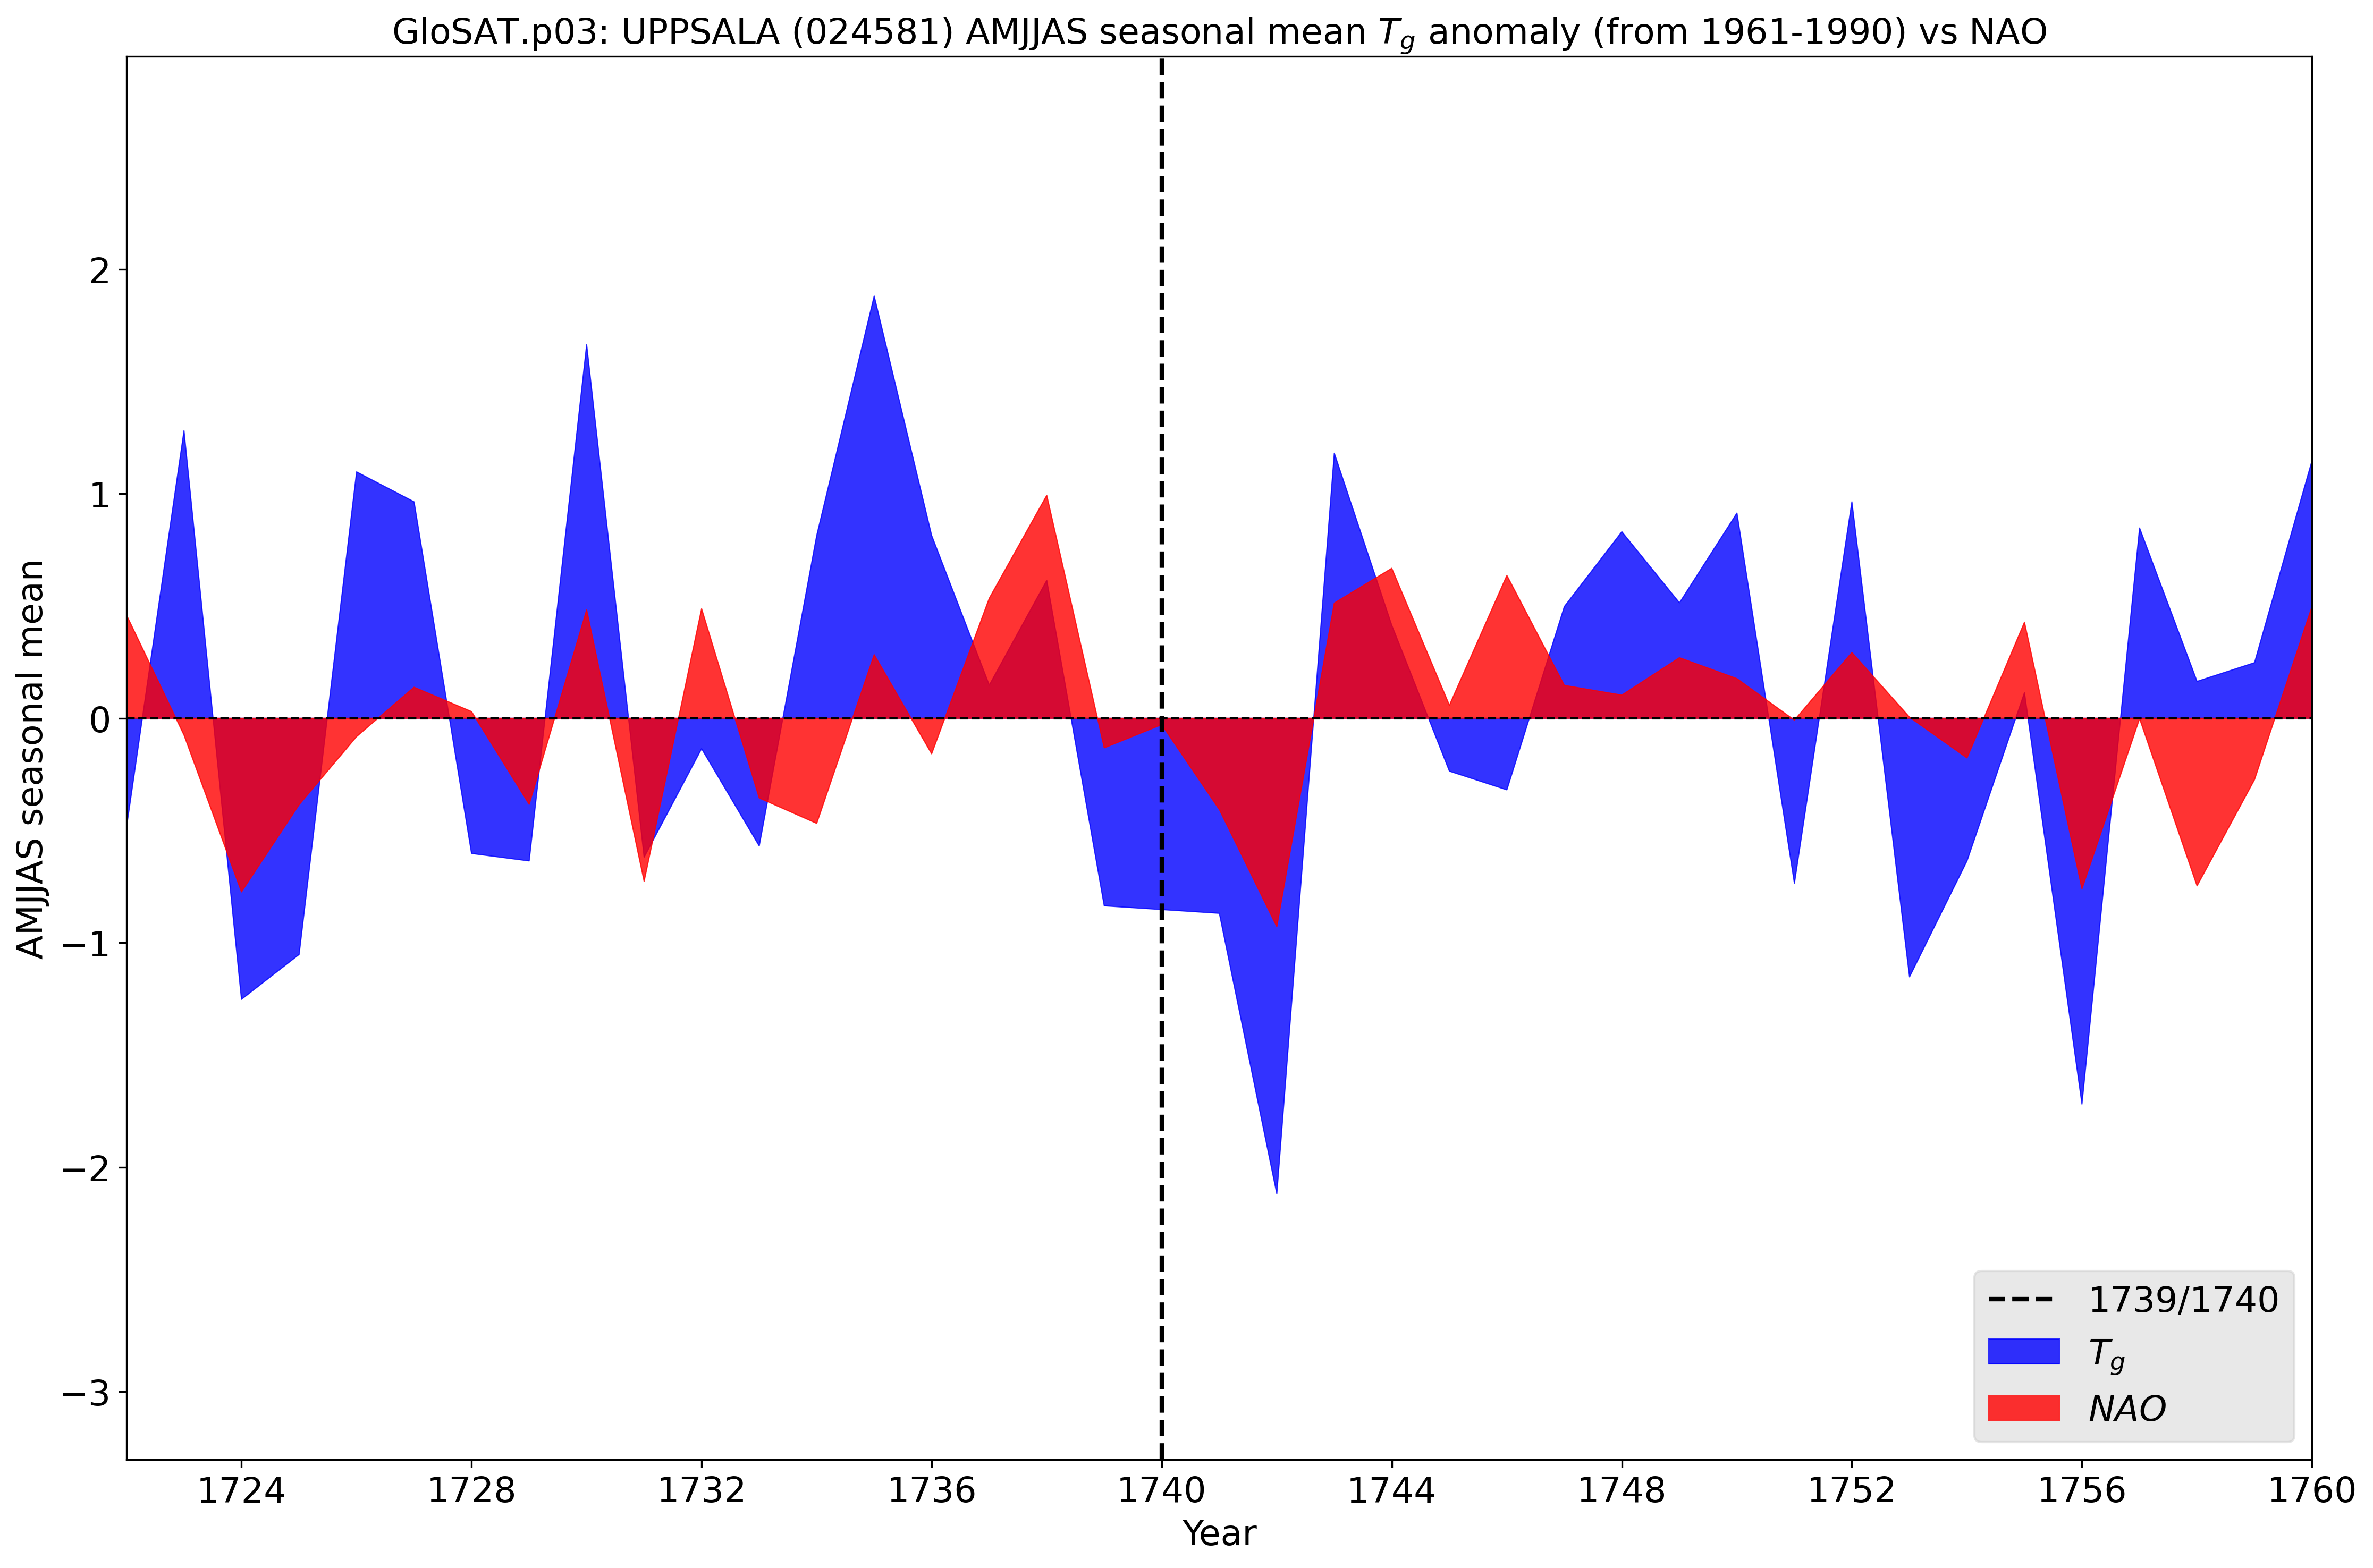 GloSAT.p03: UPPSALA (024581) AMJJAS seasonal mean Tg anomaly (from 1961-1990) vs NAO
AMJJAS seasonal mean
2
1
0
−1
−2
−3
1739/1740
Tg
NAO
1724 1728 1732 1736 1740 1744 1748 1752 1756 1760
Year